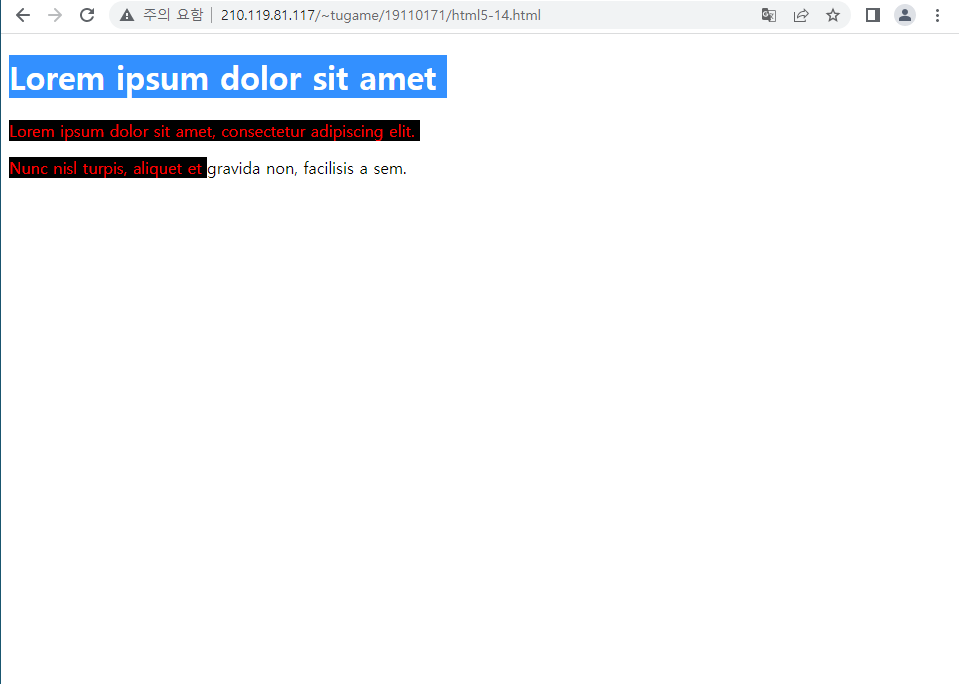 주의 요함 210.119.81.117/~tugame/19110171/html5-14.html
Lorem ipsum dolor sit amet
Lorem ipsum dolor sit amet, consectetur adipiscing elit.
Nunc nisl turpis, aliquet et gravida non, facilisis a sem.